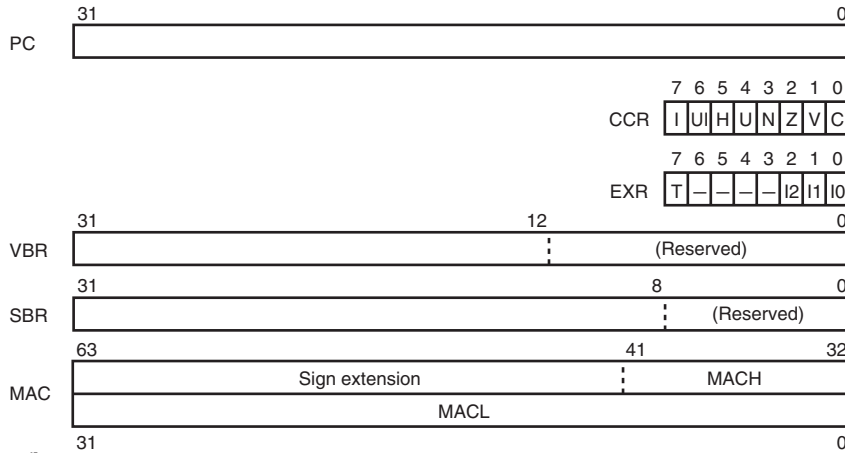 31 0
PC
7 6 5 4 3 2 1 0
CCR I UI H U N Z V C
7 6 5 4 3 2 1 0
EXR T — — — — I2 I1 I0
31 12 0
VBR (Reserved)
31 8 0
SBR (Reserved)
63 41 32
MAC Sign extension MACH
MACL
31 0